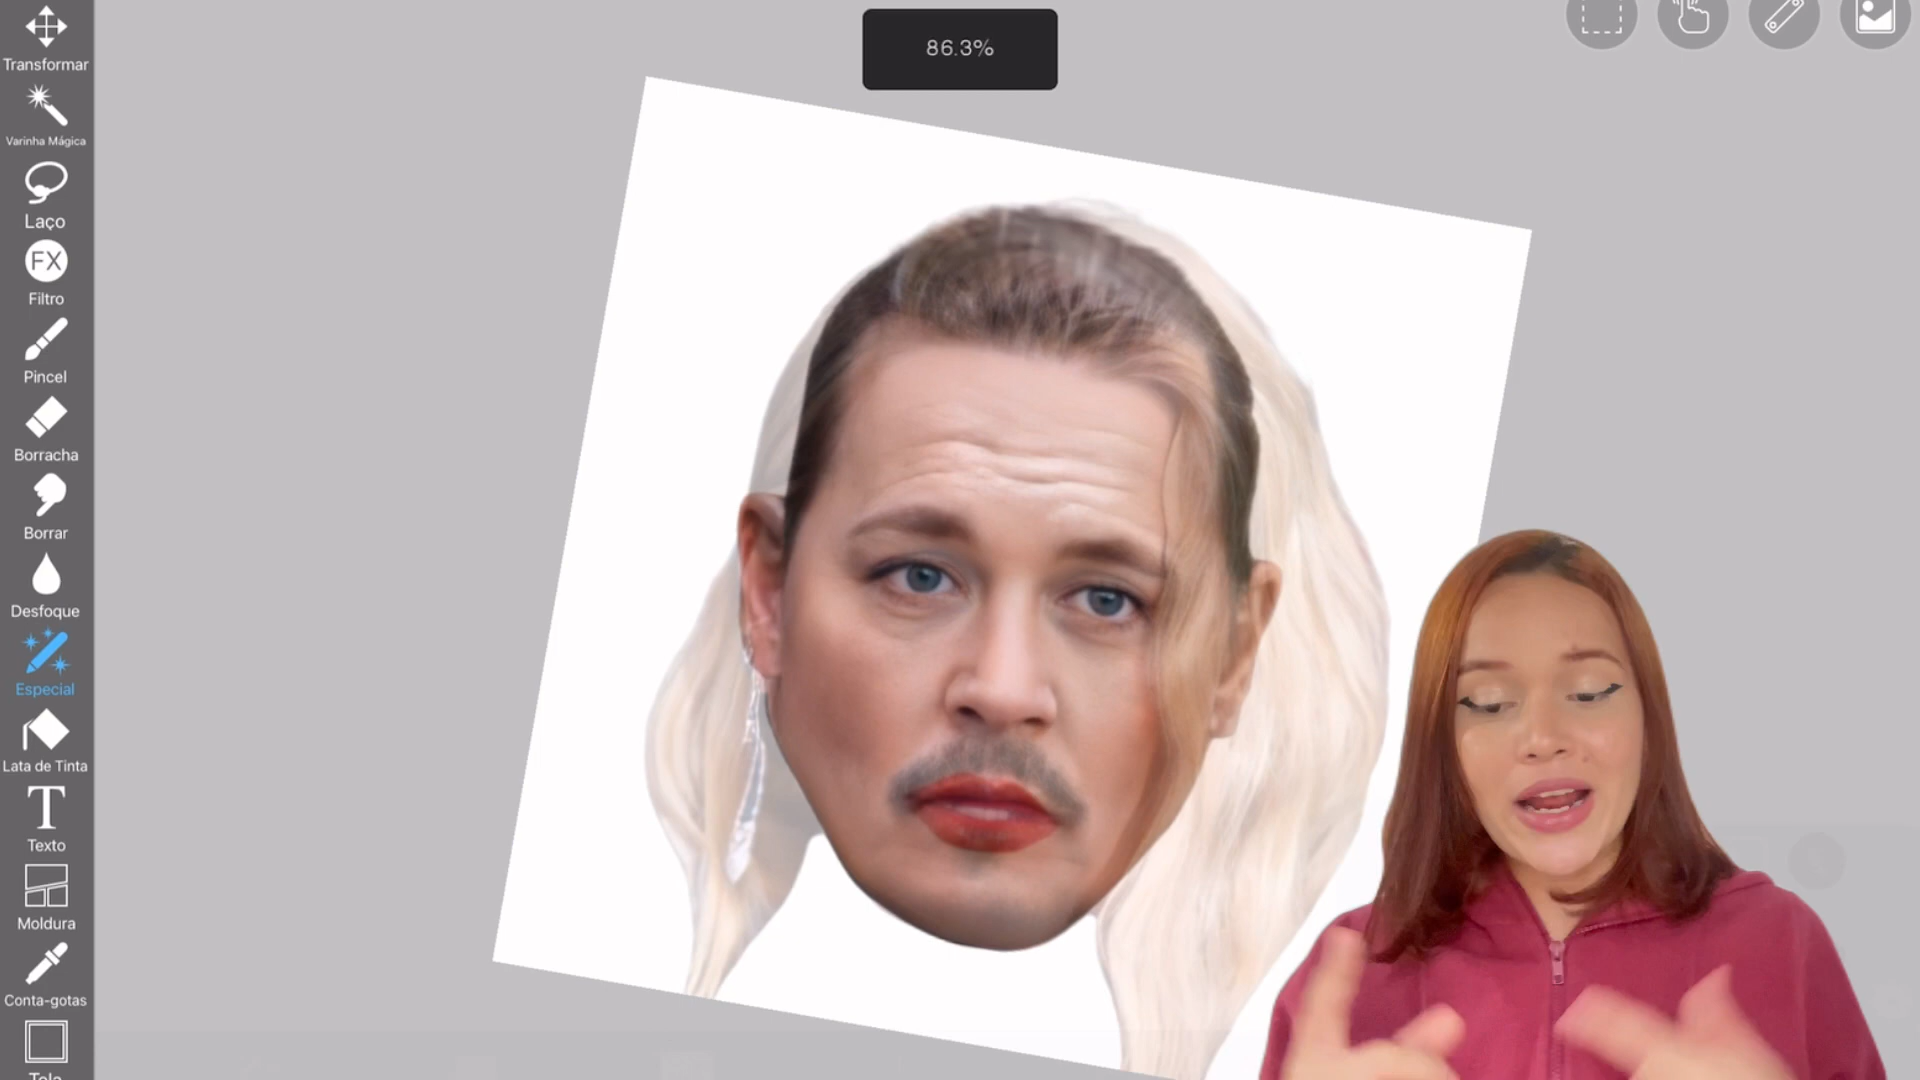 86.3%
Transformar
Varinha Mágica
Laço
FX
Filtro
Pincel
Borracha
Borrar
Desfoque
Especial
Lata de Tinta
T
Texto
Moldura
Conta-gotas